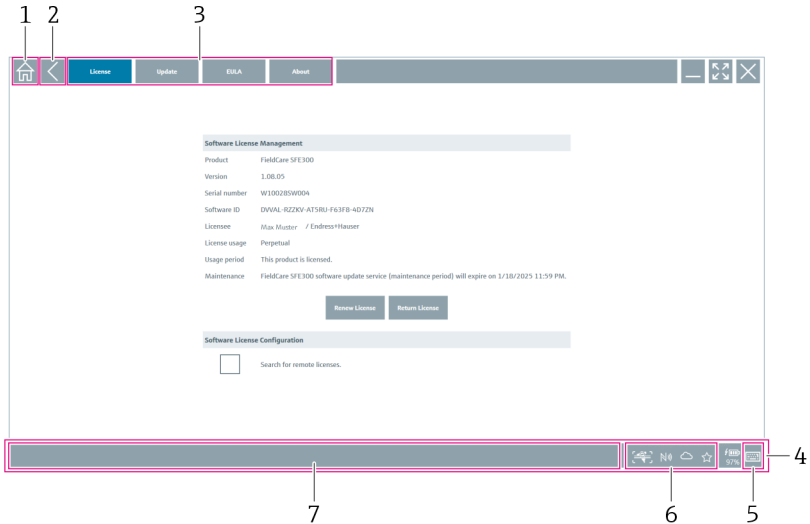 1 2 3
License Update EULA About
Software License Management
Product FieldCare SFE300
Version 1.08.05
Serial number W10028SW004
Software ID DVVAL-RZZKV-AT5RU-F63FB-4D7ZN
Licensee Max Muster / Endress+Hauser
License usage Perpetual
Usage period This product is licensed.
Maintenance FieldCare SFE300 software update service (maintenance period) will expire on 1/18/2025 11:59 PM.
Renew License Return License
Software License Configuration
Search for remote licenses.
97%
4
7 6 5